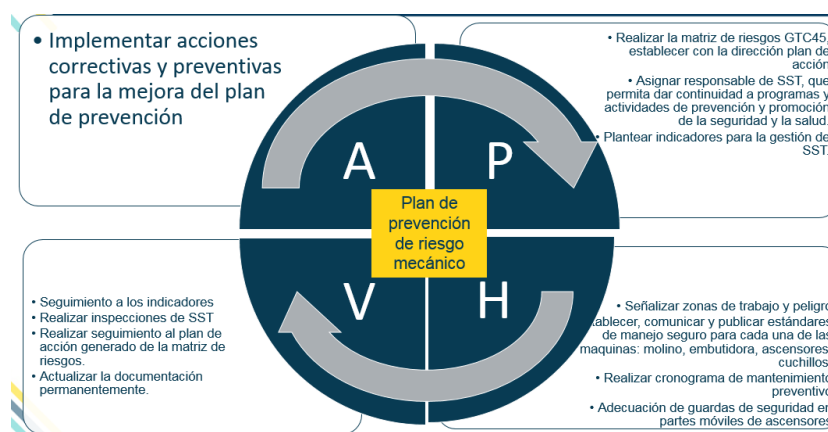 • Implementar acciones
correctivas y preventivas
para la mejora del plan
de prevención
• Realizar la matriz de riesgos GTC45,
establecer con la dirección plan de
acción
• Asignar responsable de SST, que
permita dar continuidad a programas y
actividades de prevención y promoción
de la seguridad y la salud.
• Plantear indicadores para la gestión de
SST.
A
P
Plan de
prevención
de riesgo
mecánico
V
H
• Seguimiento a los indicadores
• Realizar inspecciones de SST
• Realizar seguimiento al plan de
acción generado de la matriz de
riesgos.
• Actualizar la documentación
permanentemente.
• Señalizar zonas de trabajo y peligro
tablecer, comunicar y publicar estándares
de manejo seguro para cada una de las
maquinas: molino, embutidora, ascensores
cuchillos
• Realizar cronograma de mantenimiento
preventivo
• Adecuación de guardas de seguridad en
partes móviles de ascensores